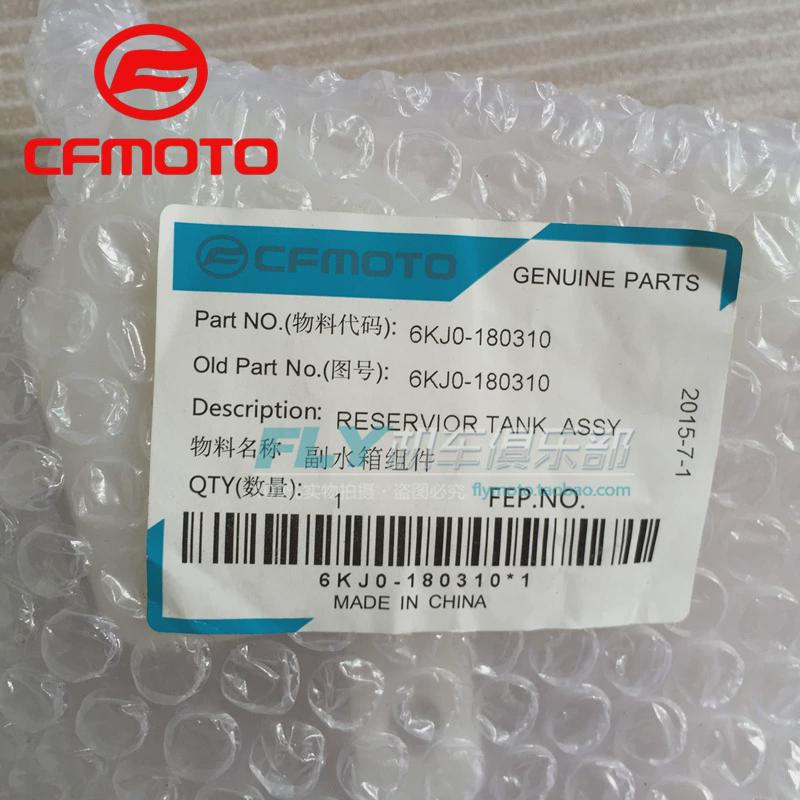 CFMOTO
CFMOTO
GENUINE PARTS
Part NO.(物料代码): 6KJ0-180310
Old Part No.(图号): 6KJ0-180310
Description: RESERVIOR TANK ASSY
物料名称 副水箱组件
FLY 机车俱乐部
QTY(数量): 1 FEP.NO.
实物拍摄·盗图必究 flymoto.taobao.com
6KJ0-180310*1
MADE IN CHINA
2015-7-1